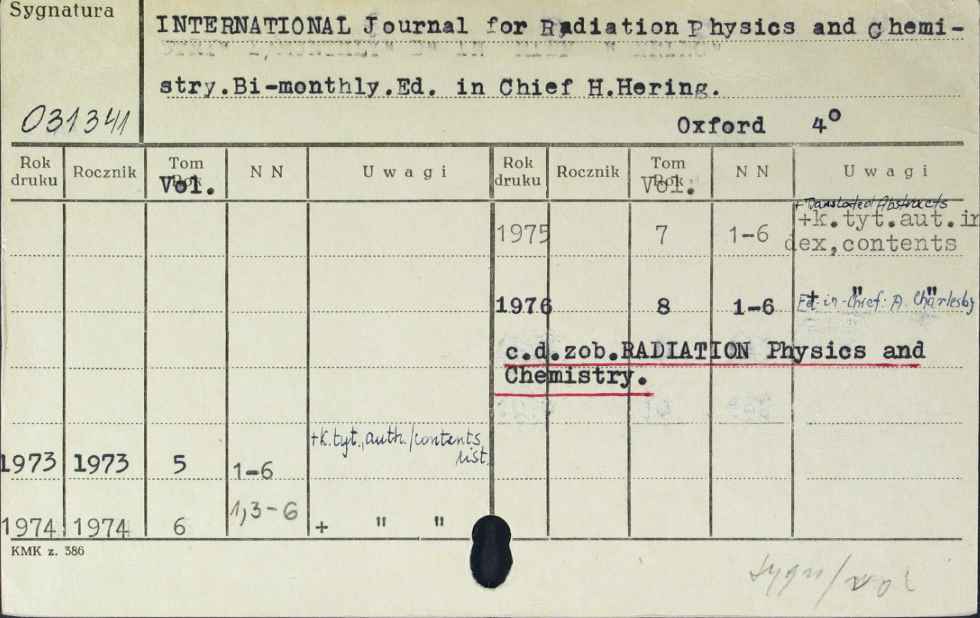 Sygnatura
INTERNATIONAL Journal for Radiation Physics and Chemi-
stry.Bi-monthly.Ed. in Chief H.Hering.
031341
Oxford 4°
Rok druku Rocznik Tom Rok Vol. N N Uwagi Rok druku Rocznik Tom Rok Vol. N N Uwagi
+Translated Abstracts
1975 7 1-6 +k.tyt.aut.in
dex,contents
1976 8 1-6 + " "
Ed.-in-Chief: A. Charlesby
c.d.zob.RADIATION Physics and
Chemistry.
+k.tyt., auth./contents
list
1973 1973 5 1-6
1974 1974 6 1,3-6 + " "
KMK z. 386
sygn/vol